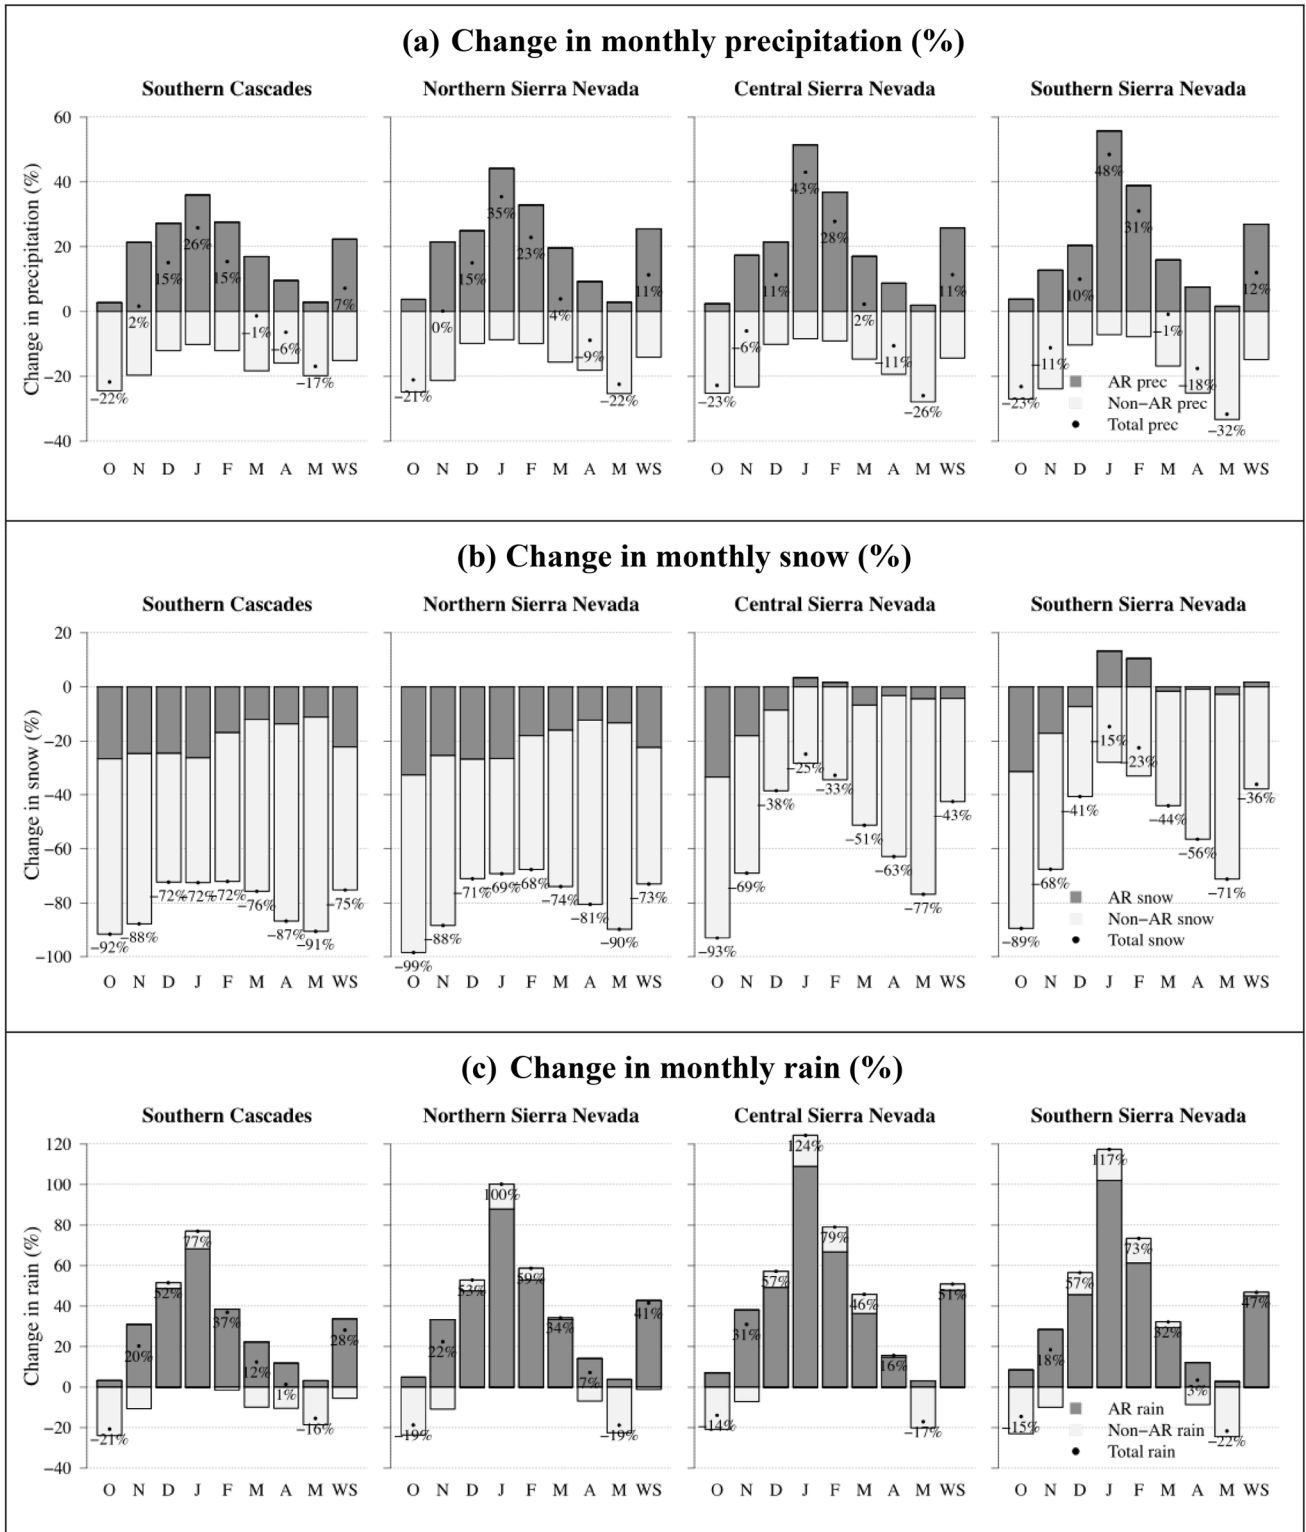 (a) Change in monthly precipitation (%)
Southern Cascades Northern Sierra Nevada Central Sierra Nevada Southern Sierra Nevada
Change in precipitation (%)
60
40
20
0
−20
−40
−22% 2% 15% 26% 15% −1% −6% −17% 7%
−21% 0% 15% 35% 23% 4% −9% −22% 11%
−23% −6% 11% 43% 28% 2% −11% −26% 11%
−23% −11% 10% 48% 31% −1% −18% −32% 12%
AR prec
Non−AR prec
Total prec
O N D J F M A M WS O N D J F M A M WS O N D J F M A M WS O N D J F M A M WS
(b) Change in monthly snow (%)
Southern Cascades Northern Sierra Nevada Central Sierra Nevada Southern Sierra Nevada
Change in snow (%)
20
0
−20
−40
−60
−80
−100
−92% −88% −72% −72% −72% −76% −87% −91% −75%
−99% −88% −71% −69% −68% −74% −81% −90% −73%
−93% −69% −38% −25% −33% −51% −63% −77% −43%
−89% −68% −41% −15% −23% −44% −56% −71% −36%
AR snow
Non−AR snow
Total snow
O N D J F M A M WS O N D J F M A M WS O N D J F M A M WS O N D J F M A M WS
(c) Change in monthly rain (%)
Southern Cascades Northern Sierra Nevada Central Sierra Nevada Southern Sierra Nevada
Change in rain (%)
120
100
80
60
40
20
0
−20
−40
−21% 20% 52% 77% 37% 12% 1% −16% 28%
−19% 22% 53% 100% 59% 34% 7% −19% 41%
−14% 31% 57% 124% 79% 46% 16% −17% 51%
−15% 18% 57% 117% 73% 32% 3% −22% 47%
AR rain
Non−AR rain
Total rain
O N D J F M A M WS O N D J F M A M WS O N D J F M A M WS O N D J F M A M WS